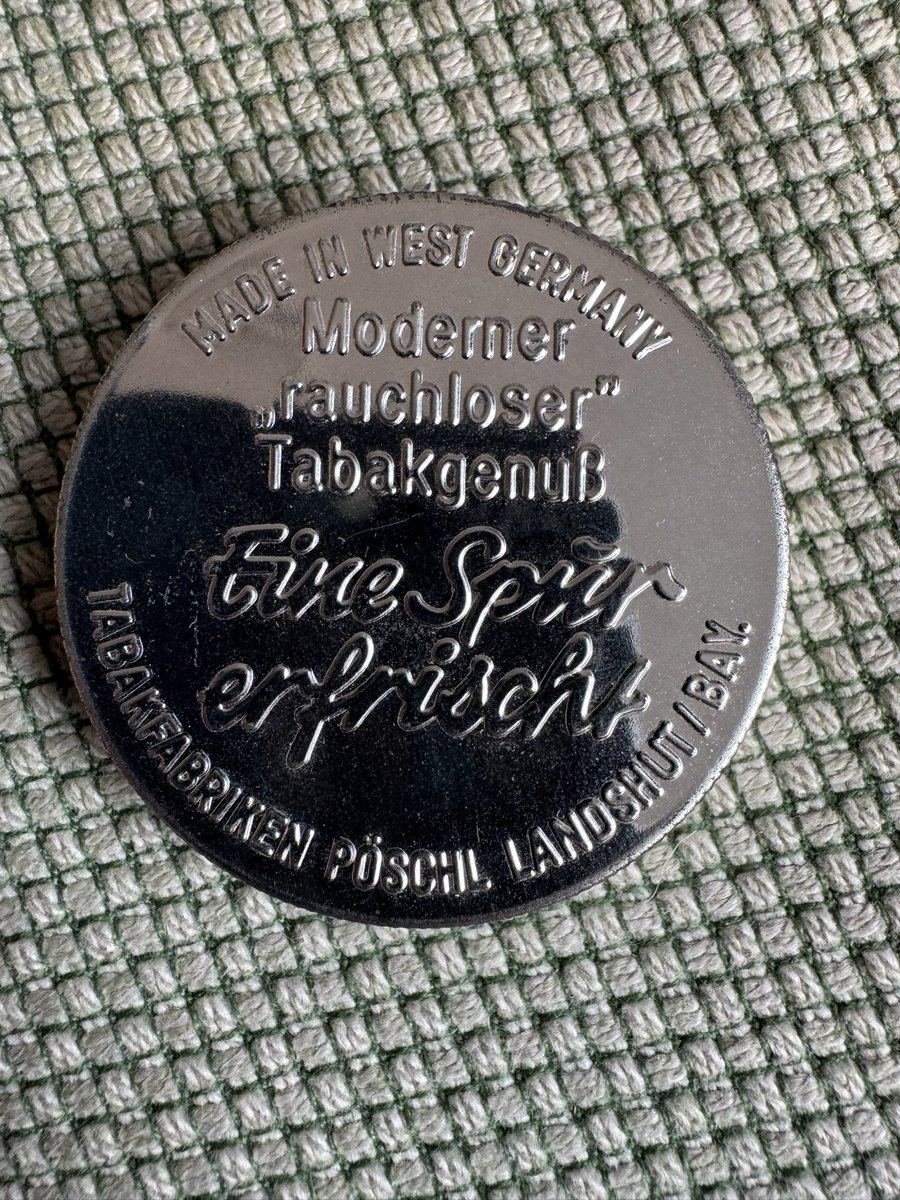 MADE IN WEST GERMANY
Moderner
„rauchloser"
Tabakgenuß
Eine Spur
erfrischt
TABAKFABRIKEN PÖSCHL LANDSHUT/BAY.